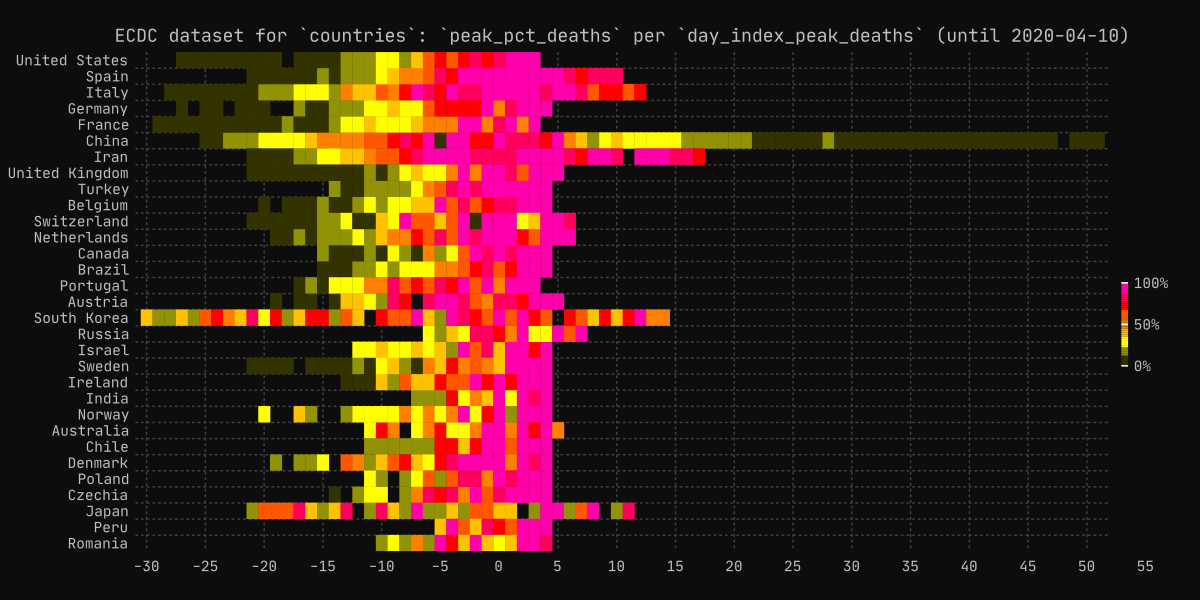 ECDC dataset for `countries`: `peak_pct_deaths` per `day_index_peak_deaths` (until 2020-04-10)
United States
Spain
Italy
Germany
France
China
Iran
United Kingdom
Turkey
Belgium
Switzerland
Netherlands
Canada
Brazil
Portugal
Austria
South Korea
Russia
Israel
Sweden
Ireland
India
Norway
Australia
Chile
Denmark
Poland
Czechia
Japan
Peru
Romania
100%
50%
0%
-30 -25 -20 -15 -10 -5 0 5 10 15 20 25 30 35 40 45 50 55